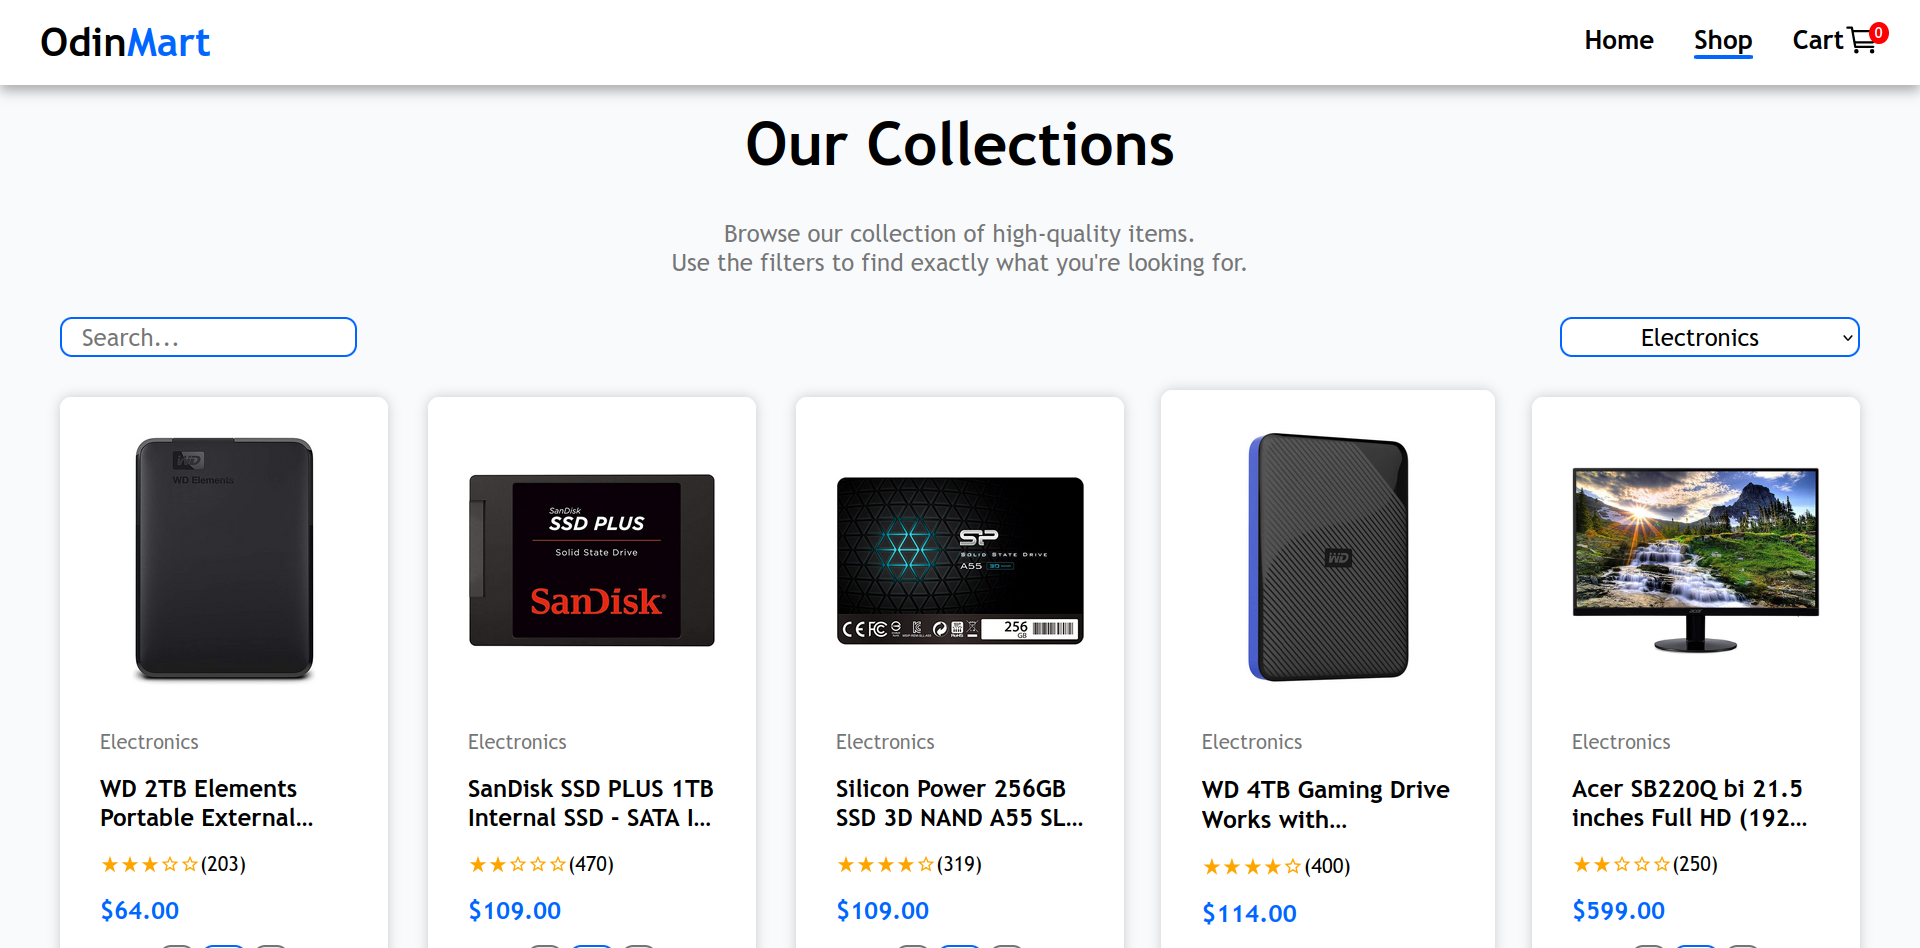 OdinMart
Home
Shop
Cart
0
Our Collections
Browse our collection of high-quality items.
Use the filters to find exactly what you're looking for.
Search...
Electronics
WD
WD Elements
SanDisk
SSD PLUS
Solid State Drive
SanDisk
SP
SOLID STATE DRIVE
A55
256
GB
WD
acer
Electronics
WD 2TB Elements
Portable External...
(203)
$64.00
Electronics
SanDisk SSD PLUS 1TB
Internal SSD - SATA I...
(470)
$109.00
Electronics
Silicon Power 256GB
SSD 3D NAND A55 SL...
(319)
$109.00
Electronics
WD 4TB Gaming Drive
Works with...
(400)
$114.00
Electronics
Acer SB220Q bi 21.5
inches Full HD (192...
(250)
$599.00